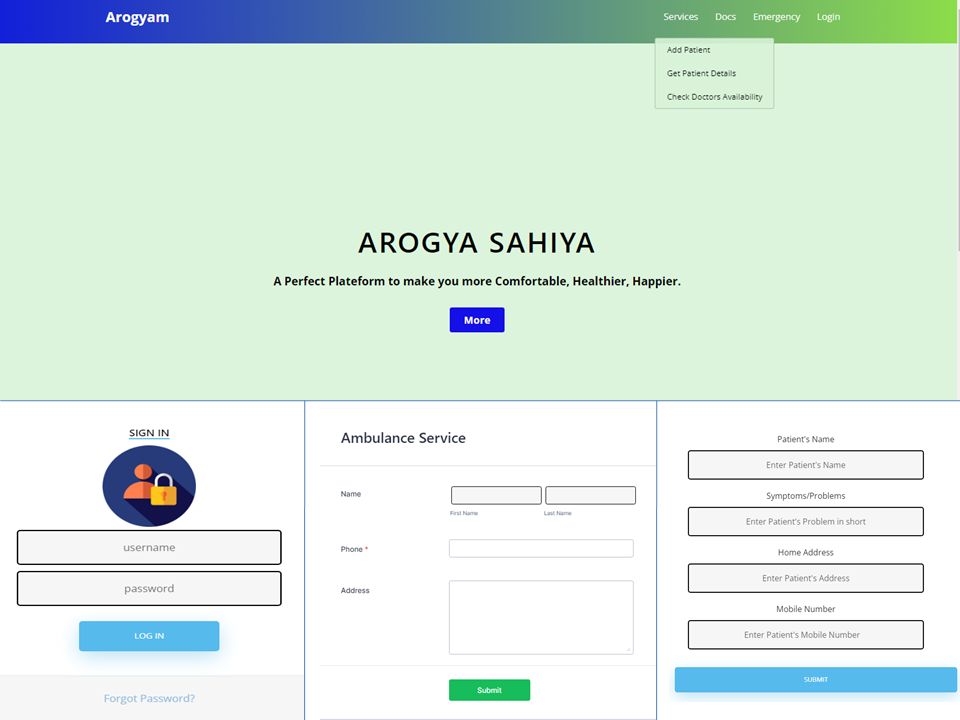 Arogyam
Services Docs Emergency Login
Add Patient
Get Patient Details
Check Doctors Availability
AROGYA SAHIYA
A Perfect Plateform to make you more Comfortable, Healthier, Happier.
More
SIGN IN
username
password
LOG IN
Forgot Password?
Ambulance Service
Name
First Name Last Name
Phone *
Address
Submit
Patient's Name
Enter Patient's Name
Symptoms/Problems
Enter Patient's Problem in short
Home Address
Enter Patient's Address
Mobile Number
Enter Patient's Mobile Number
SUBMIT